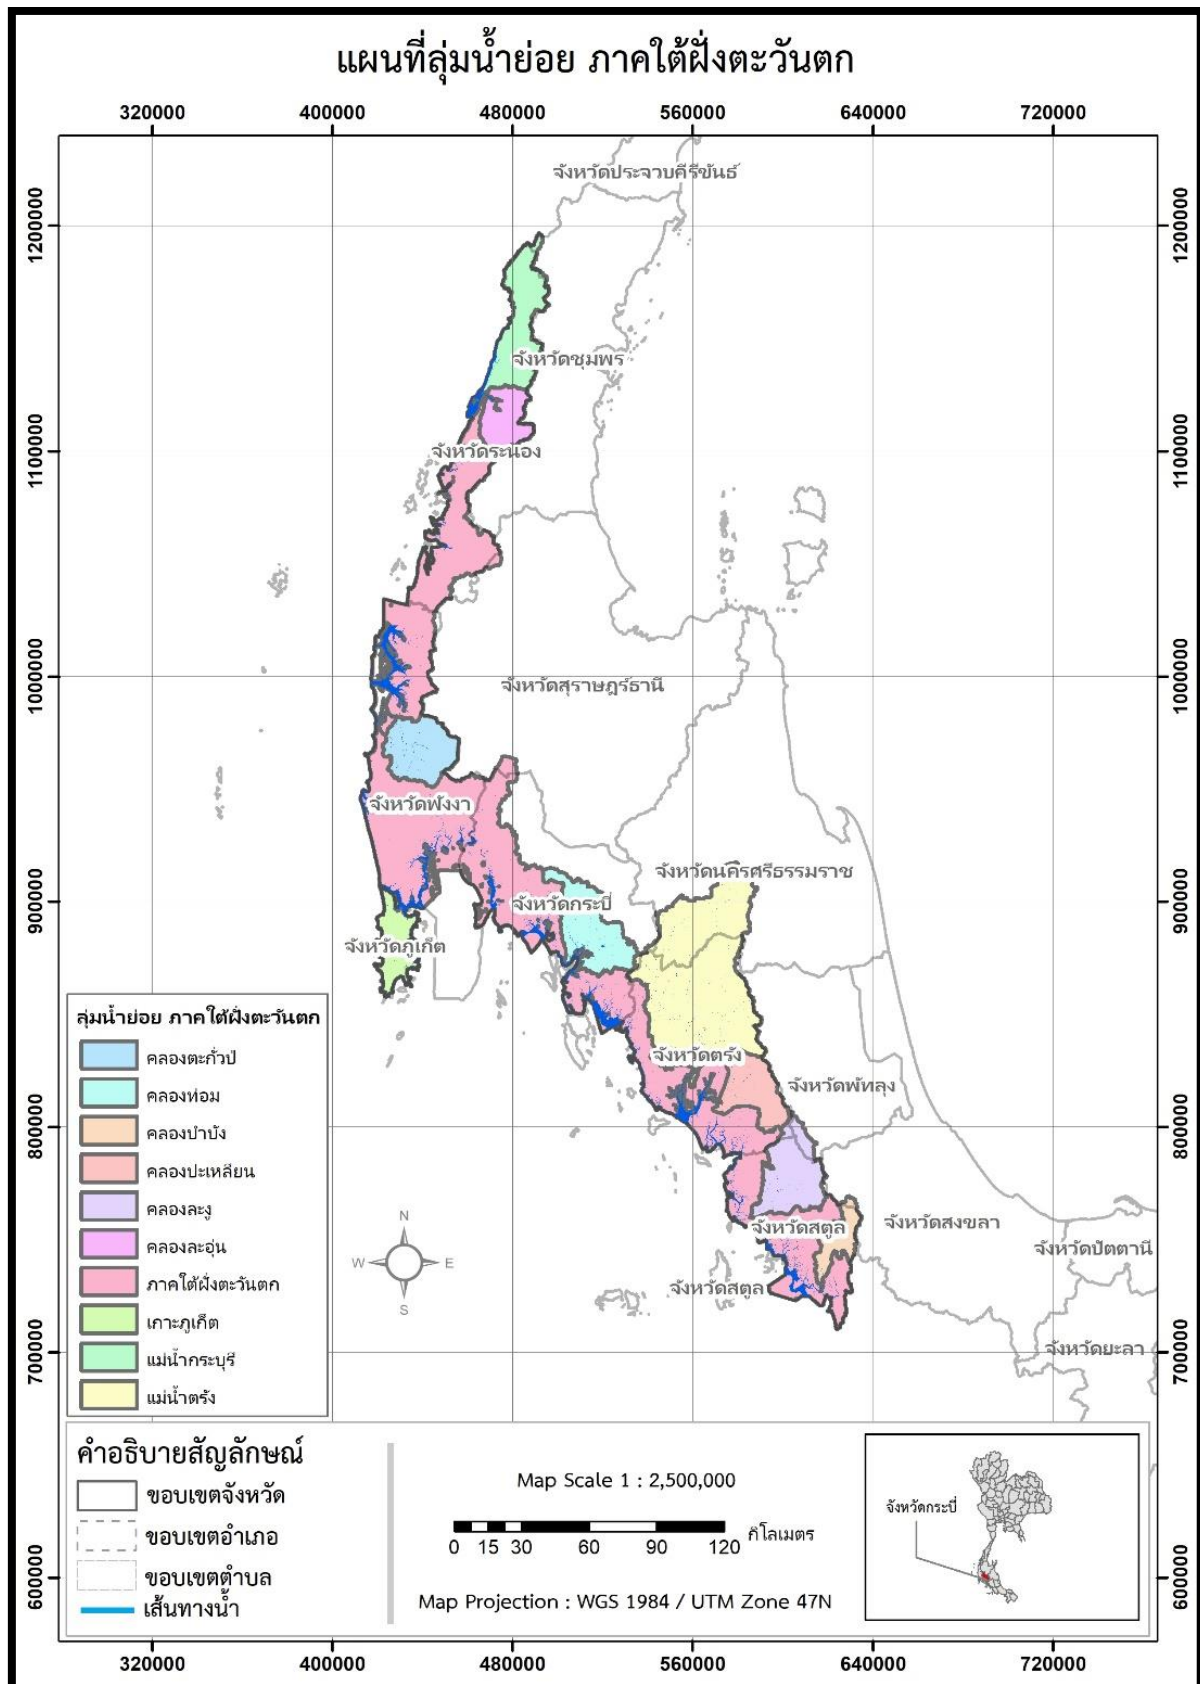 แผนที่ลุ่มน้ำย่อย ภาคใต้ฝั่งตะวันตก
320000 400000 480000 560000 640000 720000
จังหวัดประจวบคีรีขันธ์
1200000 1200000
จังหวัดชุมพร
จังหวัดระนอง
1100000 1100000
จังหวัดสุราษฎร์ธานี
1000000 1000000
จังหวัดพังงา
จังหวัดนครศรีธรรมราช
900000 จังหวัดกระบี่ 900000
จังหวัดภูเก็ต
ลุ่มน้ำย่อย ภาคใต้ฝั่งตะวันตก
คลองตะกั่วป่
จังหวัดตรัง
จังหวัดพัทลุง
คลองท่อม
800000 คลองบำบัง 800000
คลองปะเหลียน
คลองละงู
จังหวัดสตูล
จังหวัดสงขลา
คลองละอุ่น
จังหวัดปัตตานี
N
W E
S
ภาคใต้ฝั่งตะวันตก
จังหวัดสตูล
เกาะภูเก็ต
แม่น้ำกระบุรี
700000 จังหวัดยะลา 700000
แม่น้ำตรัง
คำอธิบายสัญลักษณ์
ขอบเขตจังหวัด
ขอบเขตอำเภอ
ขอบเขตตำบล
เส้นทางน้ำ
600000 600000
Map Scale 1 : 2,500,000
0 15 30 60 90 120 กิโลเมตร
Map Projection : WGS 1984 / UTM Zone 47N
จังหวัดกระบี่
320000 400000 480000 560000 640000 720000